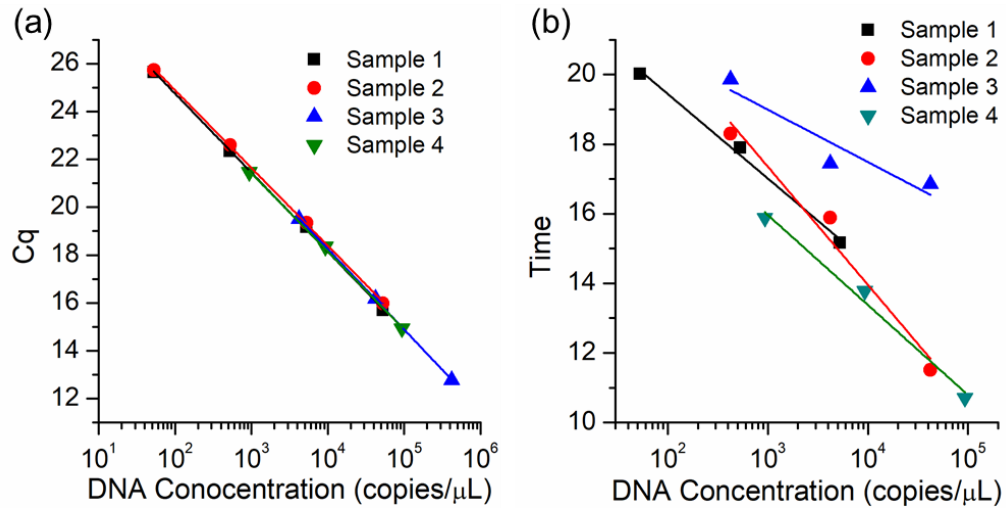 (a)
Sample 1
Sample 2
Sample 3
Sample 4
Cq
26
24
22
20
18
16
14
12
10¹ 10² 10³ 10⁴ 10⁵ 10⁶
DNA Conocentration (copies/μL)
(b)
Sample 1
Sample 2
Sample 3
Sample 4
Time
20
18
16
14
12
10
10² 10³ 10⁴ 10⁵
DNA Concentration (copies/μL)